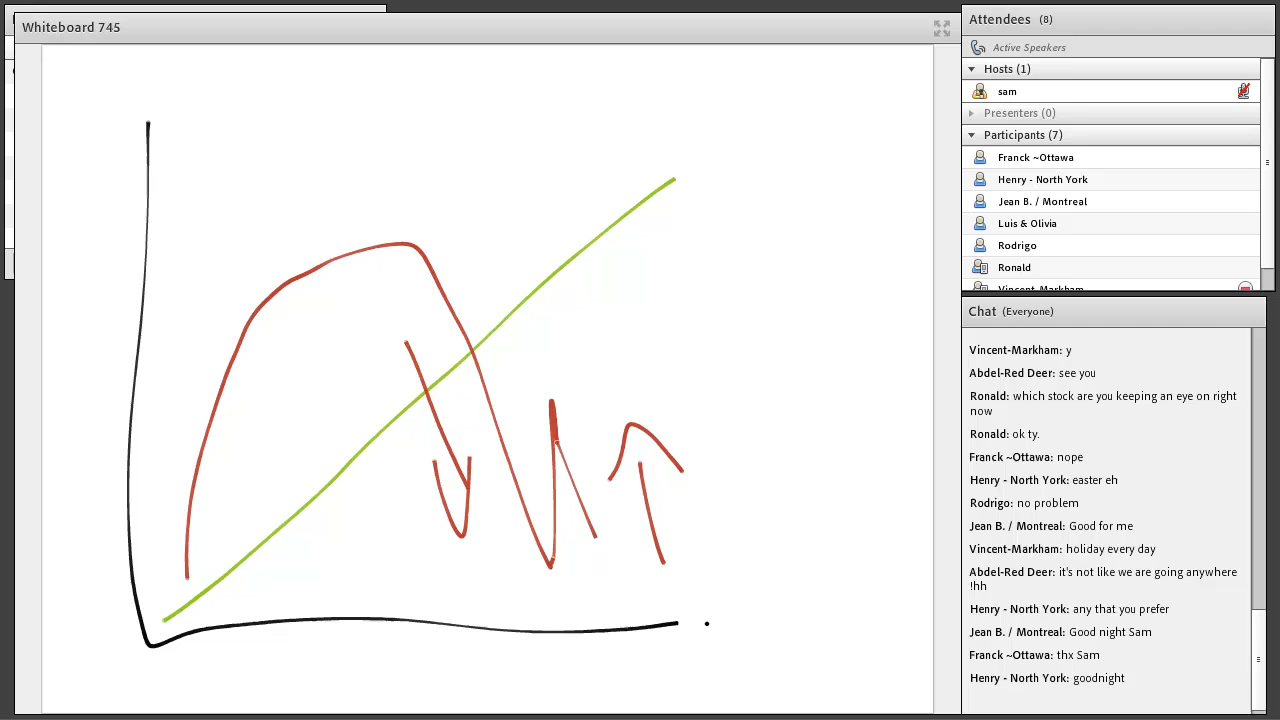 Whiteboard 745
Attendees (8)
Active Speakers
Hosts (1)
sam
Presenters (0)
Participants (7)
Franck ~Ottawa
Henry - North York
Jean B. / Montreal
Luis & Olivia
Rodrigo
Ronald
Vincent-Markham
Chat (Everyone)
Vincent-Markham: y
Abdel-Red Deer: see you
Ronald: which stock are you keeping an eye on right
now
Ronald: ok ty.
Franck ~Ottawa: nope
Henry - North York: easter eh
Rodrigo: no problem
Jean B. / Montreal: Good for me
Vincent-Markham: holiday every day
Abdel-Red Deer: it's not like we are going anywhere
!hh
Henry - North York: any that you prefer
Jean B. / Montreal: Good night Sam
Franck ~Ottawa: thx Sam
Henry - North York: goodnight